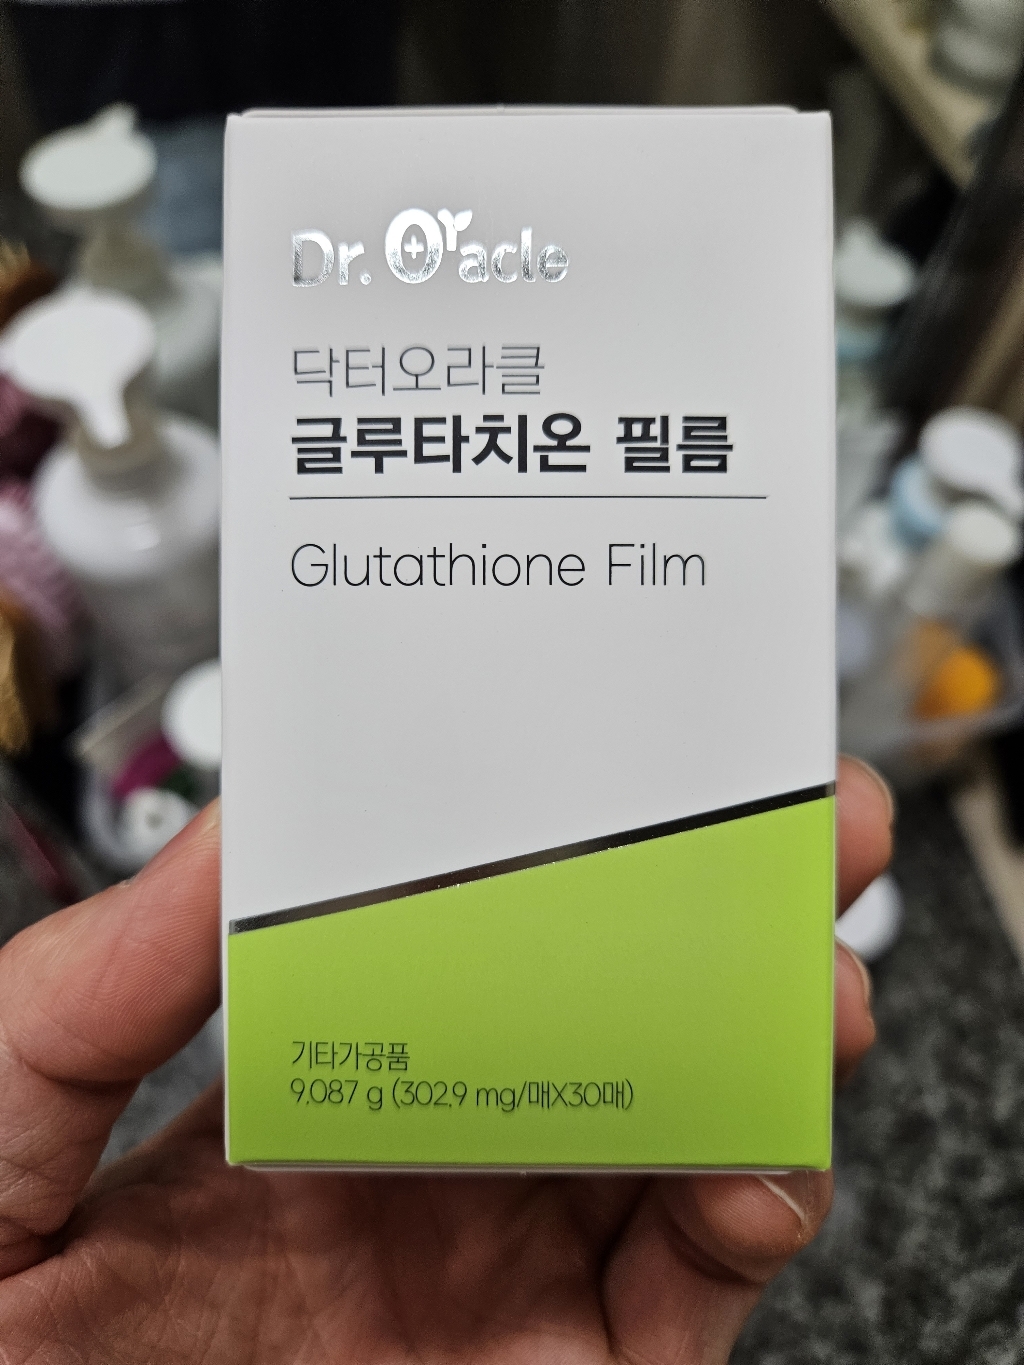 Dr. Oracle
닥터오라클
글루타치온 필름
Glutathione Film
기타가공품
9.087 g (302.9 mg/매X30매)